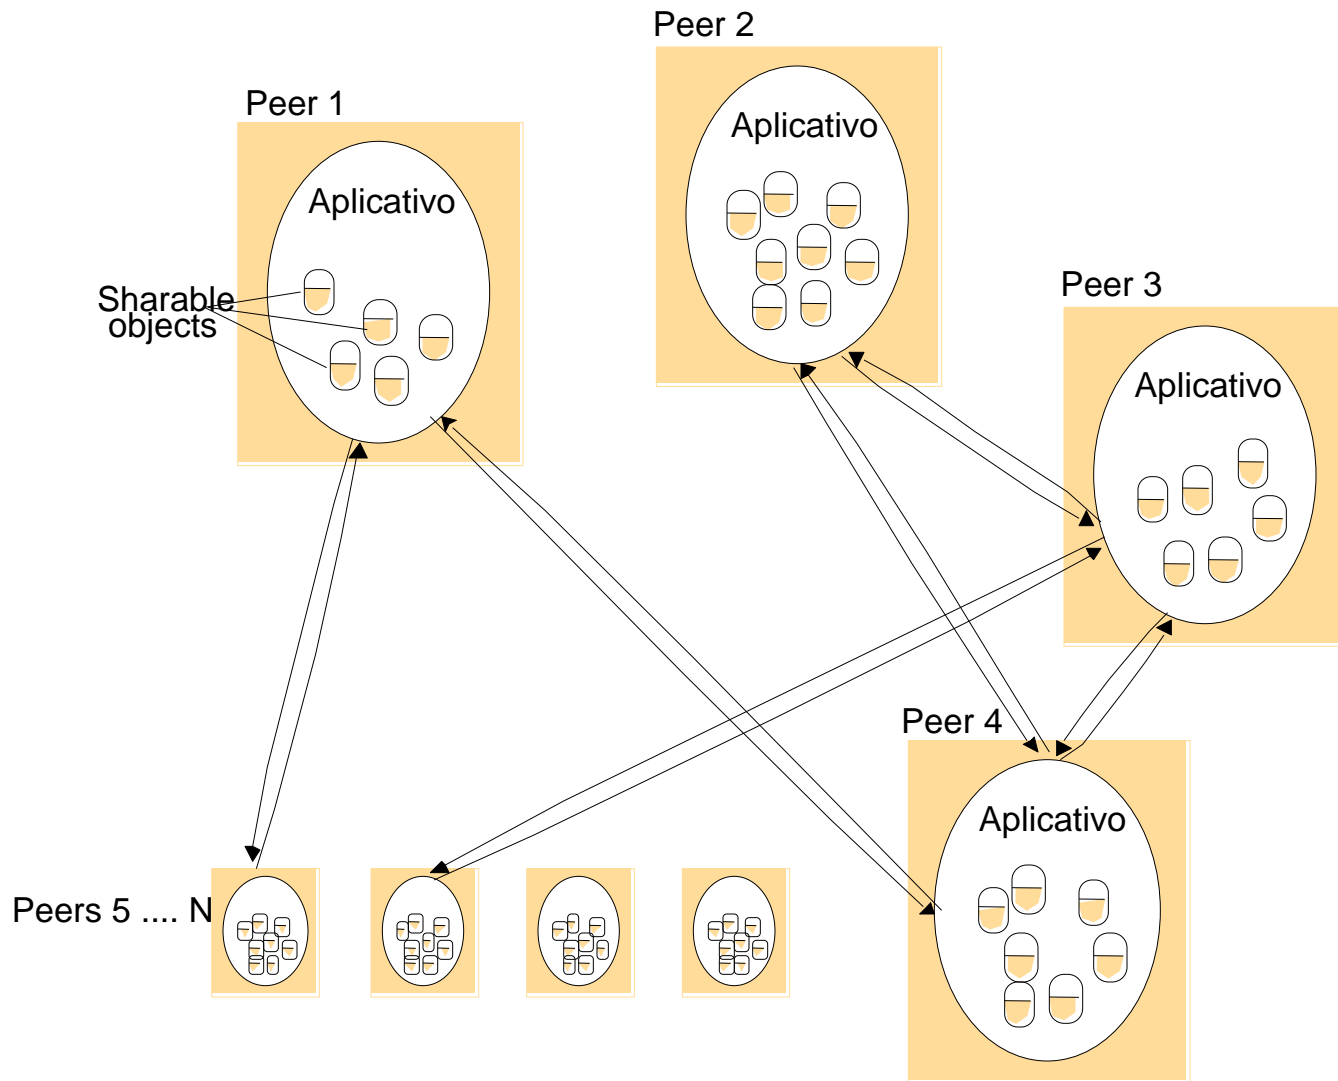 Peer 2
Peer 1
Aplicativo
Aplicativo
Sharable
objects
Peer 3
Aplicativo
Peer 4
Aplicativo
Peers 5 .... N